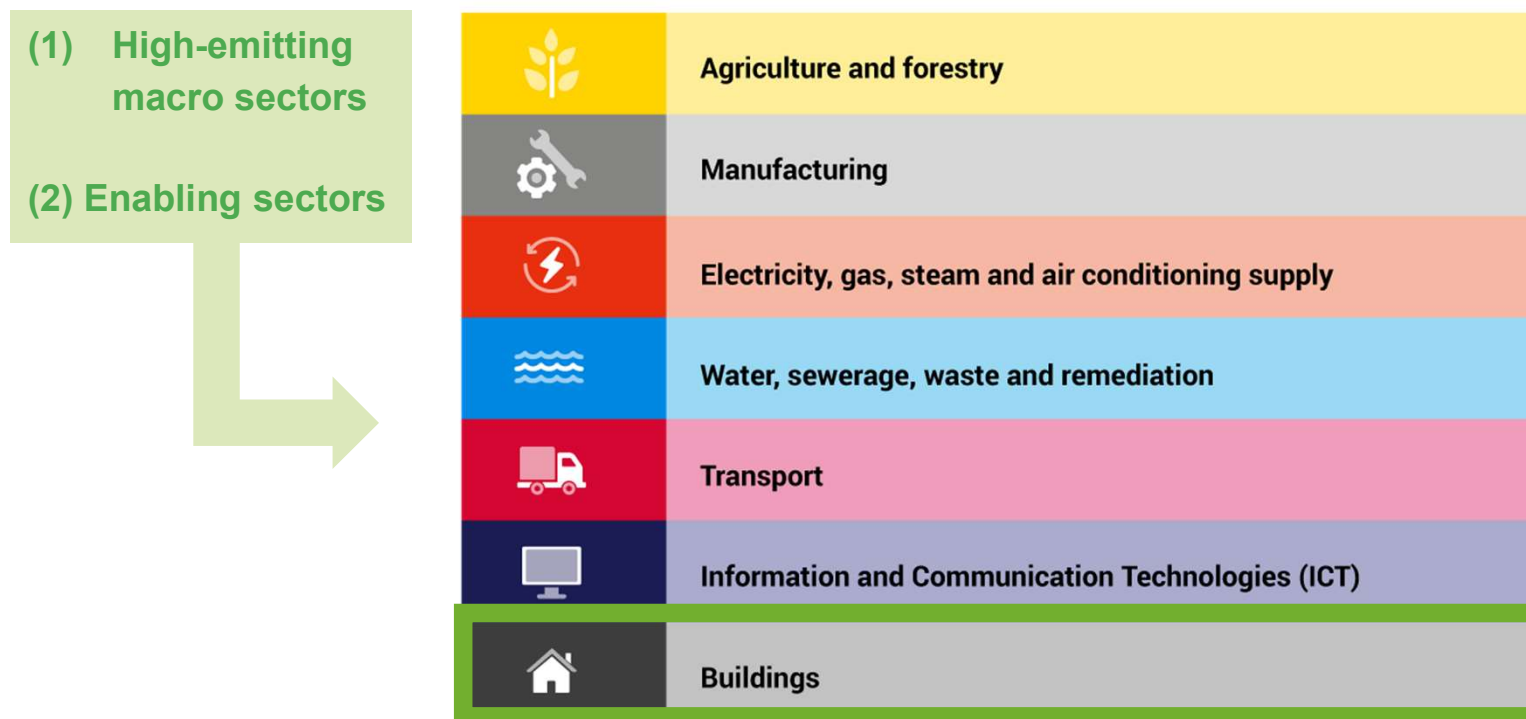 (1) High-emitting
macro sectors
(2) Enabling sectors
Agriculture and forestry
Manufacturing
Electricity, gas, steam and air conditioning supply
Water, sewerage, waste and remediation
Transport
Information and Communication Technologies (ICT)
Buildings